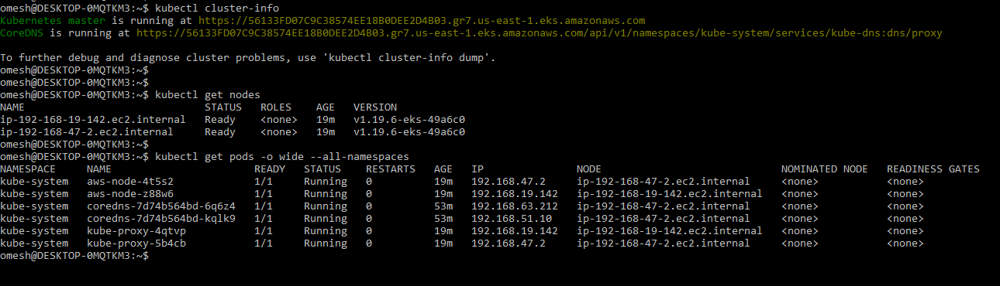 omesh@DESKTOP-0MQTKM3:~$ kubectl cluster-info
Kubernetes master is running at https://56133FD07C9C38574EE18B0DEE2D4B03.gr7.us-east-1.eks.amazonaws.com
CoreDNS is running at https://56133FD07C9C38574EE18B0DEE2D4B03.gr7.us-east-1.eks.amazonaws.com/api/v1/namespaces/kube-system/services/kube-dns:dns/proxy
To further debug and diagnose cluster problems, use 'kubectl cluster-info dump'.
omesh@DESKTOP-0MQTKM3:~$
omesh@DESKTOP-0MQTKM3:~$
omesh@DESKTOP-0MQTKM3:~$ kubectl get nodes
NAME STATUS ROLES AGE VERSION
ip-192-168-19-142.ec2.internal Ready <none> 19m v1.19.6-eks-49a6c0
ip-192-168-47-2.ec2.internal Ready <none> 19m v1.19.6-eks-49a6c0
omesh@DESKTOP-0MQTKM3:~$
omesh@DESKTOP-0MQTKM3:~$ kubectl get pods -o wide --all-namespaces
NAMESPACE NAME READY STATUS RESTARTS AGE IP NODE NOMINATED NODE READINESS GATES
kube-system aws-node-4t5s2 1/1 Running 0 19m 192.168.47.2 ip-192-168-47-2.ec2.internal <none> <none>
kube-system aws-node-z88w6 1/1 Running 0 19m 192.168.19.142 ip-192-168-19-142.ec2.internal <none> <none>
kube-system coredns-7d74b564bd-6q6z4 1/1 Running 0 53m 192.168.63.212 ip-192-168-47-2.ec2.internal <none> <none>
kube-system coredns-7d74b564bd-kqlk9 1/1 Running 0 53m 192.168.51.10 ip-192-168-47-2.ec2.internal <none> <none>
kube-system kube-proxy-4qtvp 1/1 Running 0 19m 192.168.19.142 ip-192-168-19-142.ec2.internal <none> <none>
kube-system kube-proxy-5b4cb 1/1 Running 0 19m 192.168.47.2 ip-192-168-47-2.ec2.internal <none> <none>
omesh@DESKTOP-0MQTKM3:~$